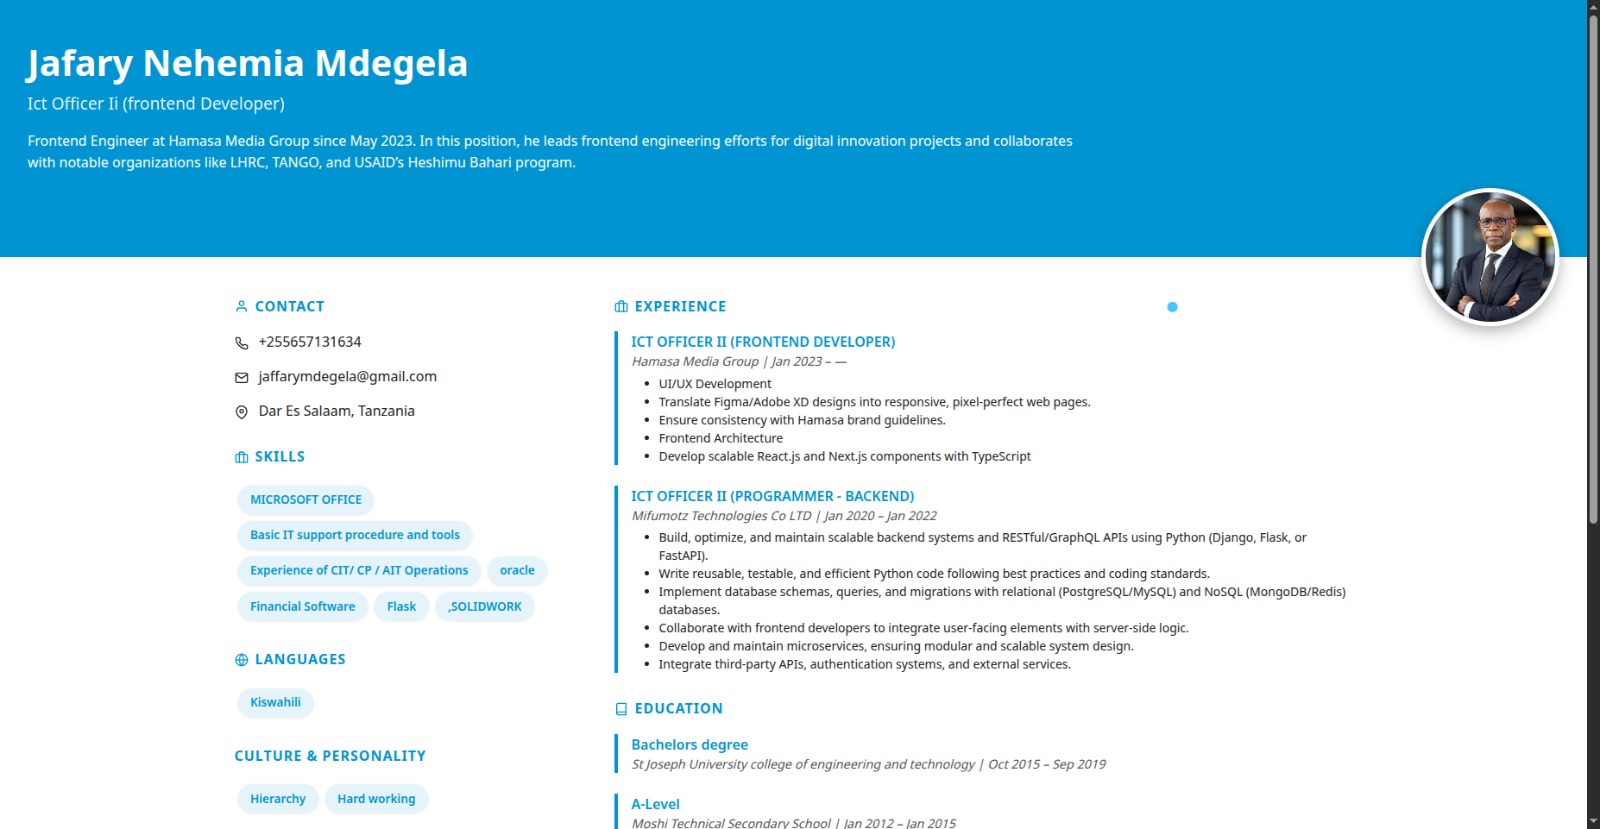 Jafary Nehemia Mdegela
Ict Officer Ii (frontend Developer)
Frontend Engineer at Hamasa Media Group since May 2023. In this position, he leads frontend engineering efforts for digital innovation projects and collaborates
with notable organizations like LHRC, TANGO, and USAID’s Heshimu Bahari program.
CONTACT
+255657131634
jaffarymdegela@gmail.com
Dar Es Salaam, Tanzania
SKILLS
MICROSOFT OFFICE
Basic IT support procedure and tools
Experience of CIT/ CP / AIT Operations
oracle
Financial Software
Flask
,SOLIDWORK
LANGUAGES
Kiswahili
CULTURE & PERSONALITY
Hierarchy
Hard working
EXPERIENCE
ICT OFFICER II (FRONTEND DEVELOPER)
Hamasa Media Group | Jan 2023 – —
UI/UX Development
Translate Figma/Adobe XD designs into responsive, pixel-perfect web pages.
Ensure consistency with Hamasa brand guidelines.
Frontend Architecture
Develop scalable React.js and Next.js components with TypeScript
ICT OFFICER II (PROGRAMMER - BACKEND)
Mifumotz Technologies Co LTD | Jan 2020 – Jan 2022
Build, optimize, and maintain scalable backend systems and RESTful/GraphQL APIs using Python (Django, Flask, or
FastAPI).
Write reusable, testable, and efficient Python code following best practices and coding standards.
Implement database schemas, queries, and migrations with relational (PostgreSQL/MySQL) and NoSQL (MongoDB/Redis)
databases.
Collaborate with frontend developers to integrate user-facing elements with server-side logic.
Develop and maintain microservices, ensuring modular and scalable system design.
Integrate third-party APIs, authentication systems, and external services.
EDUCATION
Bachelors degree
St Joseph University college of engineering and technology | Oct 2015 – Sep 2019
A-Level
Moshi Technical Secondary School | Jan 2012 – Jan 2015